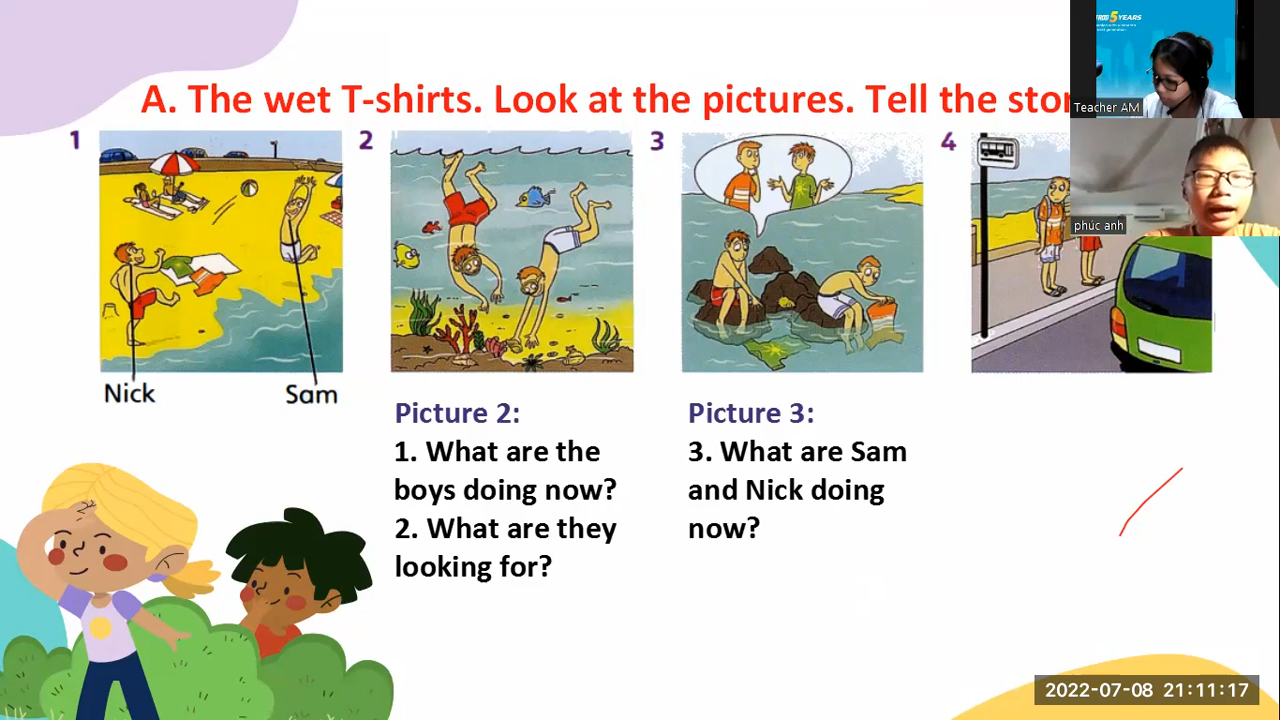 A. The wet T-shirts. Look at the pictures. Tell the stor
1
2
3
4
Nick
Sam
Picture 2:
1. What are the
boys doing now?
2. What are they
looking for?
Picture 3:
3. What are Sam
and Nick doing
now?
5 YEARS
Teacher AM
phúc anh
2022-07-08 21:11:17